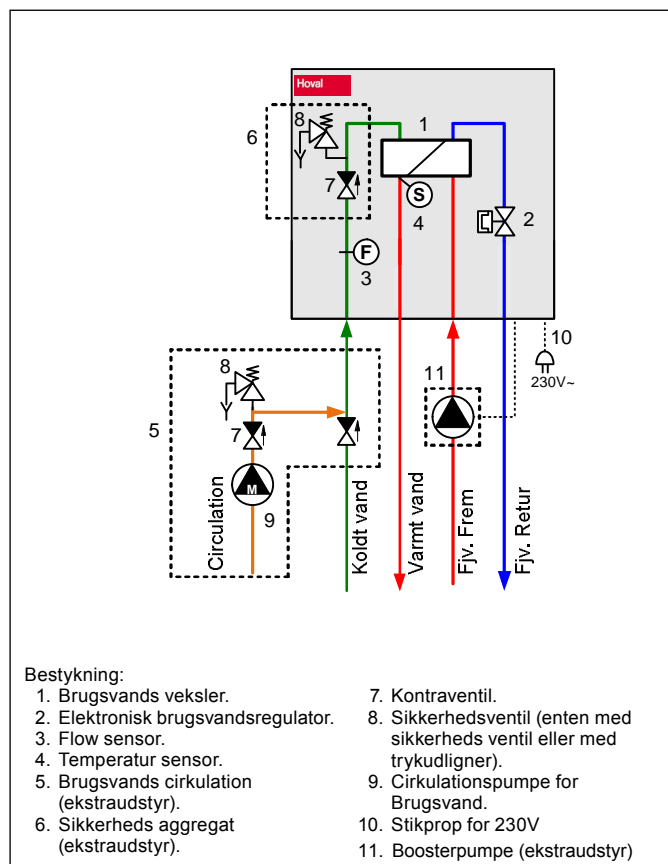 Hoval
8
6
1
7
S
4
2
F
3
10
230V~
8
11
5
7
M
9
Circulation
Koldt vand
Varmt vand
Fjv. Frem
Fjv. Retur
Bestykning:
1. Brugsvands veksler.
2. Elektronisk brugsvandsregulator.
3. Flow sensor.
4. Temperatur sensor.
5. Brugsvands cirkulation
(ekstraudstyr).
6. Sikkerheds aggregat
(ekstraudstyr).
7. Kontraventil.
8. Sikkerhedsventil (enten med
sikkerheds ventil eller med
trykudligner).
9. Cirkulationspumpe for
Brugsvand.
10. Stikprop for 230V
11. Boosterpumpe (ekstraudstyr)